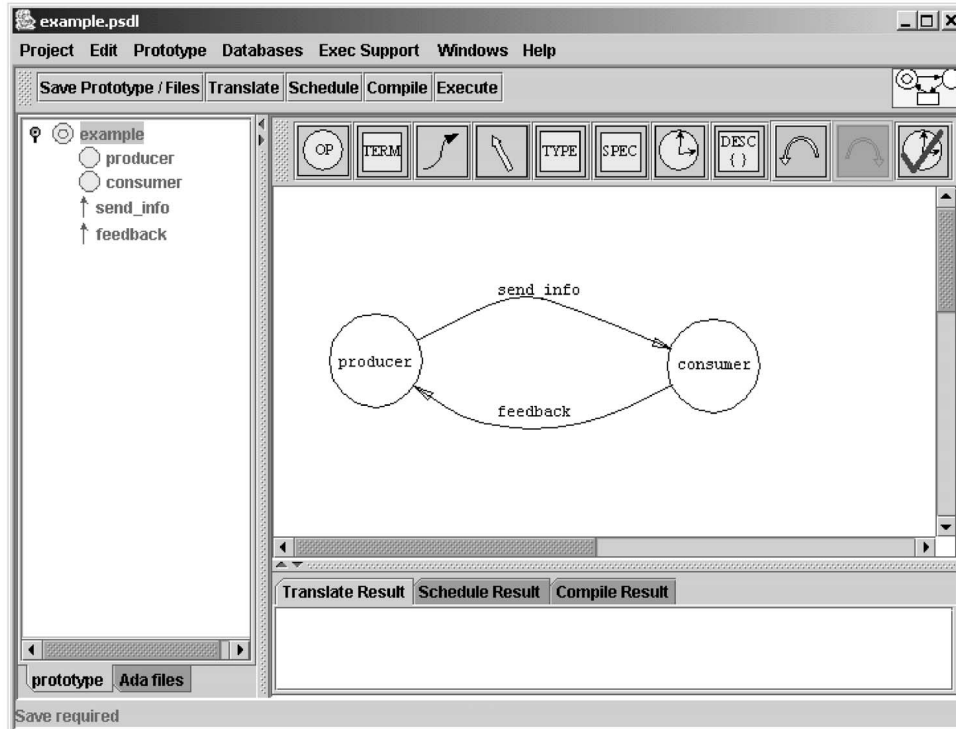 example.psdl
Project Edit Prototype Databases Exec Support Windows Help
Save Prototype / Files Translate Schedule Compile Execute
example
producer
consumer
send_info
feedback
OP TERM TYPE SPEC DESC
{ }
send info
producer
consumer
feedback
Translate Result Schedule Result Compile Result
prototype Ada files
Save required